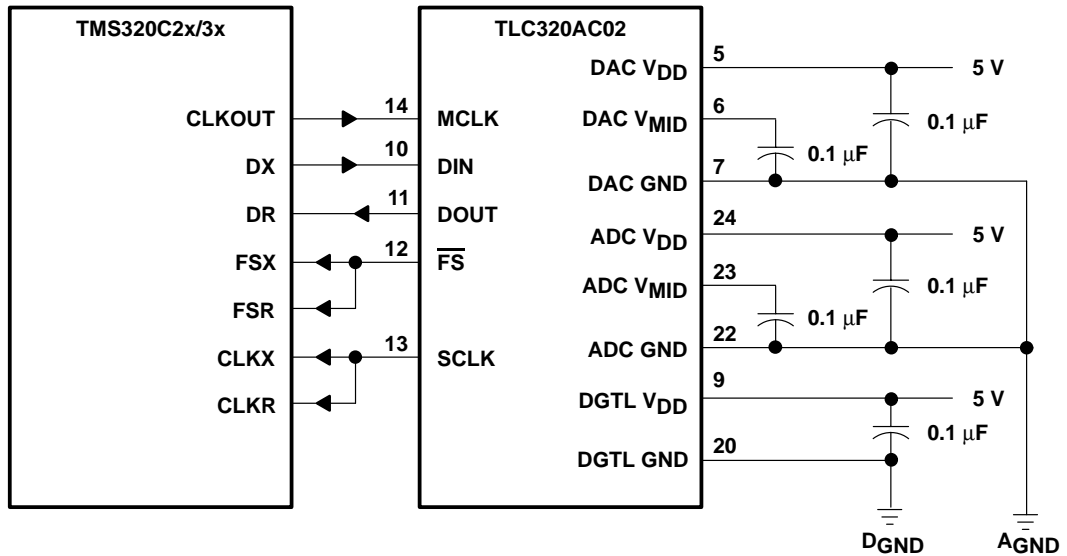 TMS320C2x/3x
TLC320AC02
CLKOUT
DX
DR
FSX
FSR
CLKX
CLKR
14
10
11
12
13
MCLK
DIN
DOUT
FS
SCLK
DAC VDD
DAC VMID
DAC GND
ADC VDD
ADC VMID
ADC GND
DGTL VDD
DGTL GND
5
6
7
24
23
22
9
20
5 V
0.1 μF
0.1 μF
5 V
0.1 μF
0.1 μF
5 V
0.1 μF
DGND
AGND